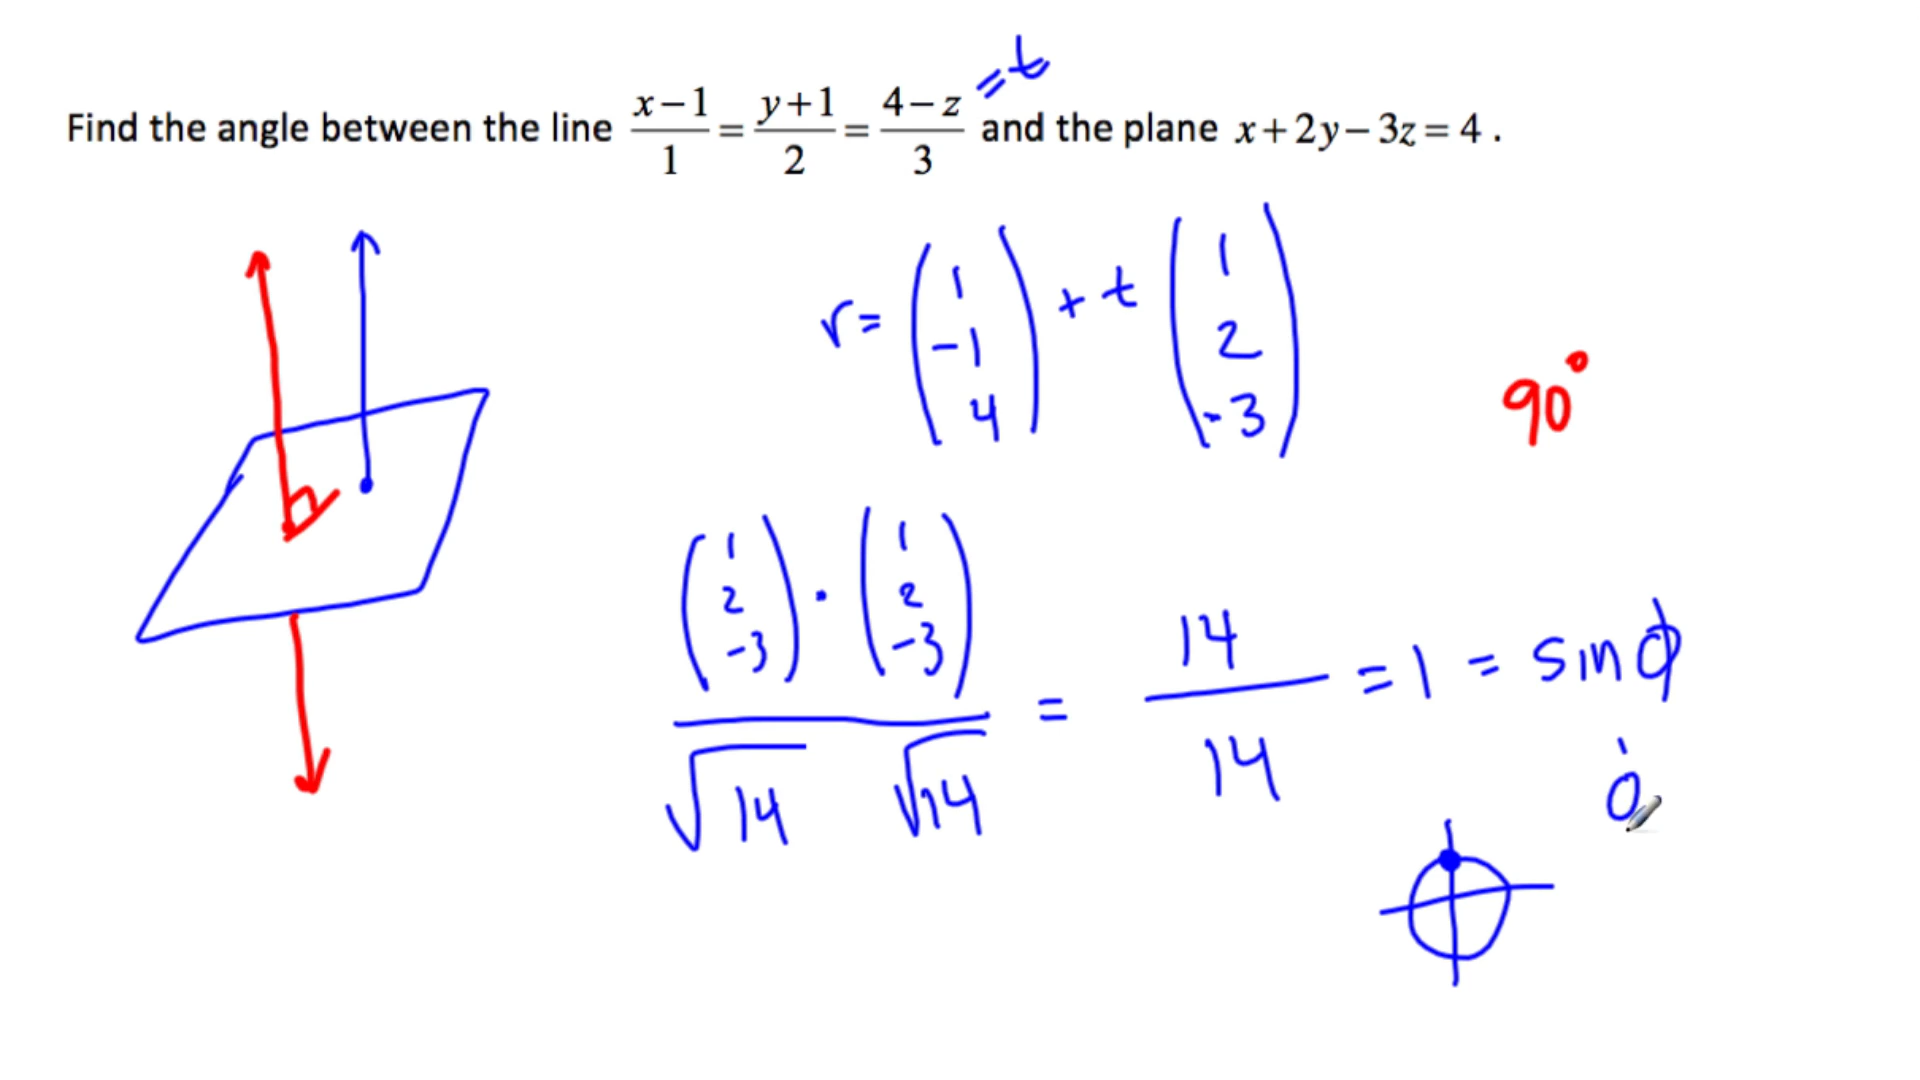 = t
Find the angle between the line x−1/1 = y+1/2 = 4−z/3 and the plane x+2y−3z=4.
r = (1 −1 4) + t (1 2 −3)
90°
(1 2 −3) · (1 2 −3) / √14 √14 = 14/14 = 1 = sin φ